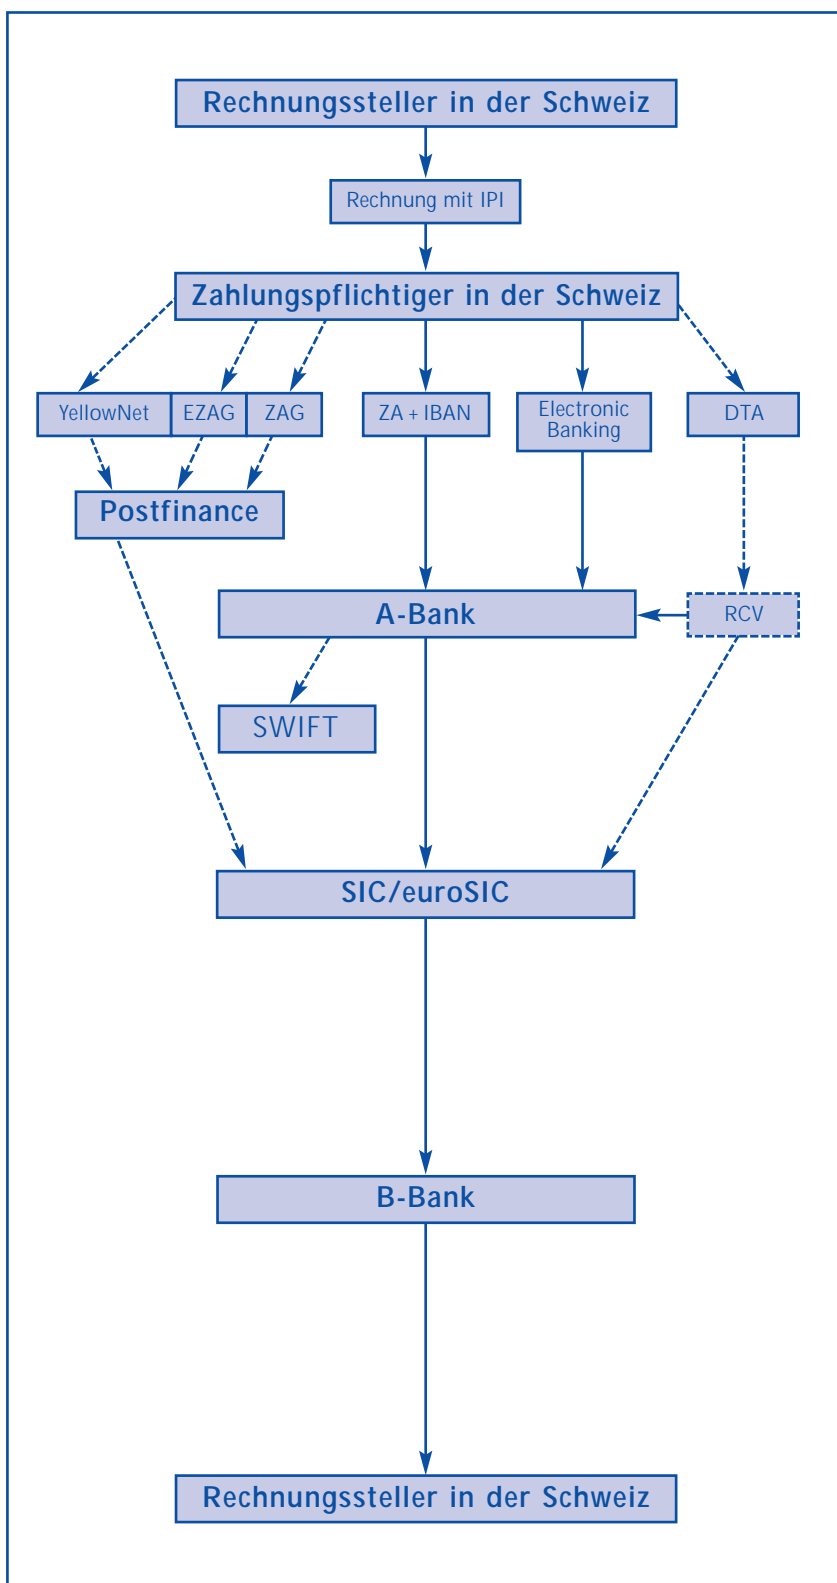 Rechnungssteller in der Schweiz
Rechnung mit IPI
Zahlungspflichtiger in der Schweiz
YellowNet
EZAG
ZAG
ZA + IBAN
Electronic
Banking
DTA
Postfinance
A-Bank
RCV
SWIFT
SIC/euroSIC
B-Bank
Rechnungssteller in der Schweiz